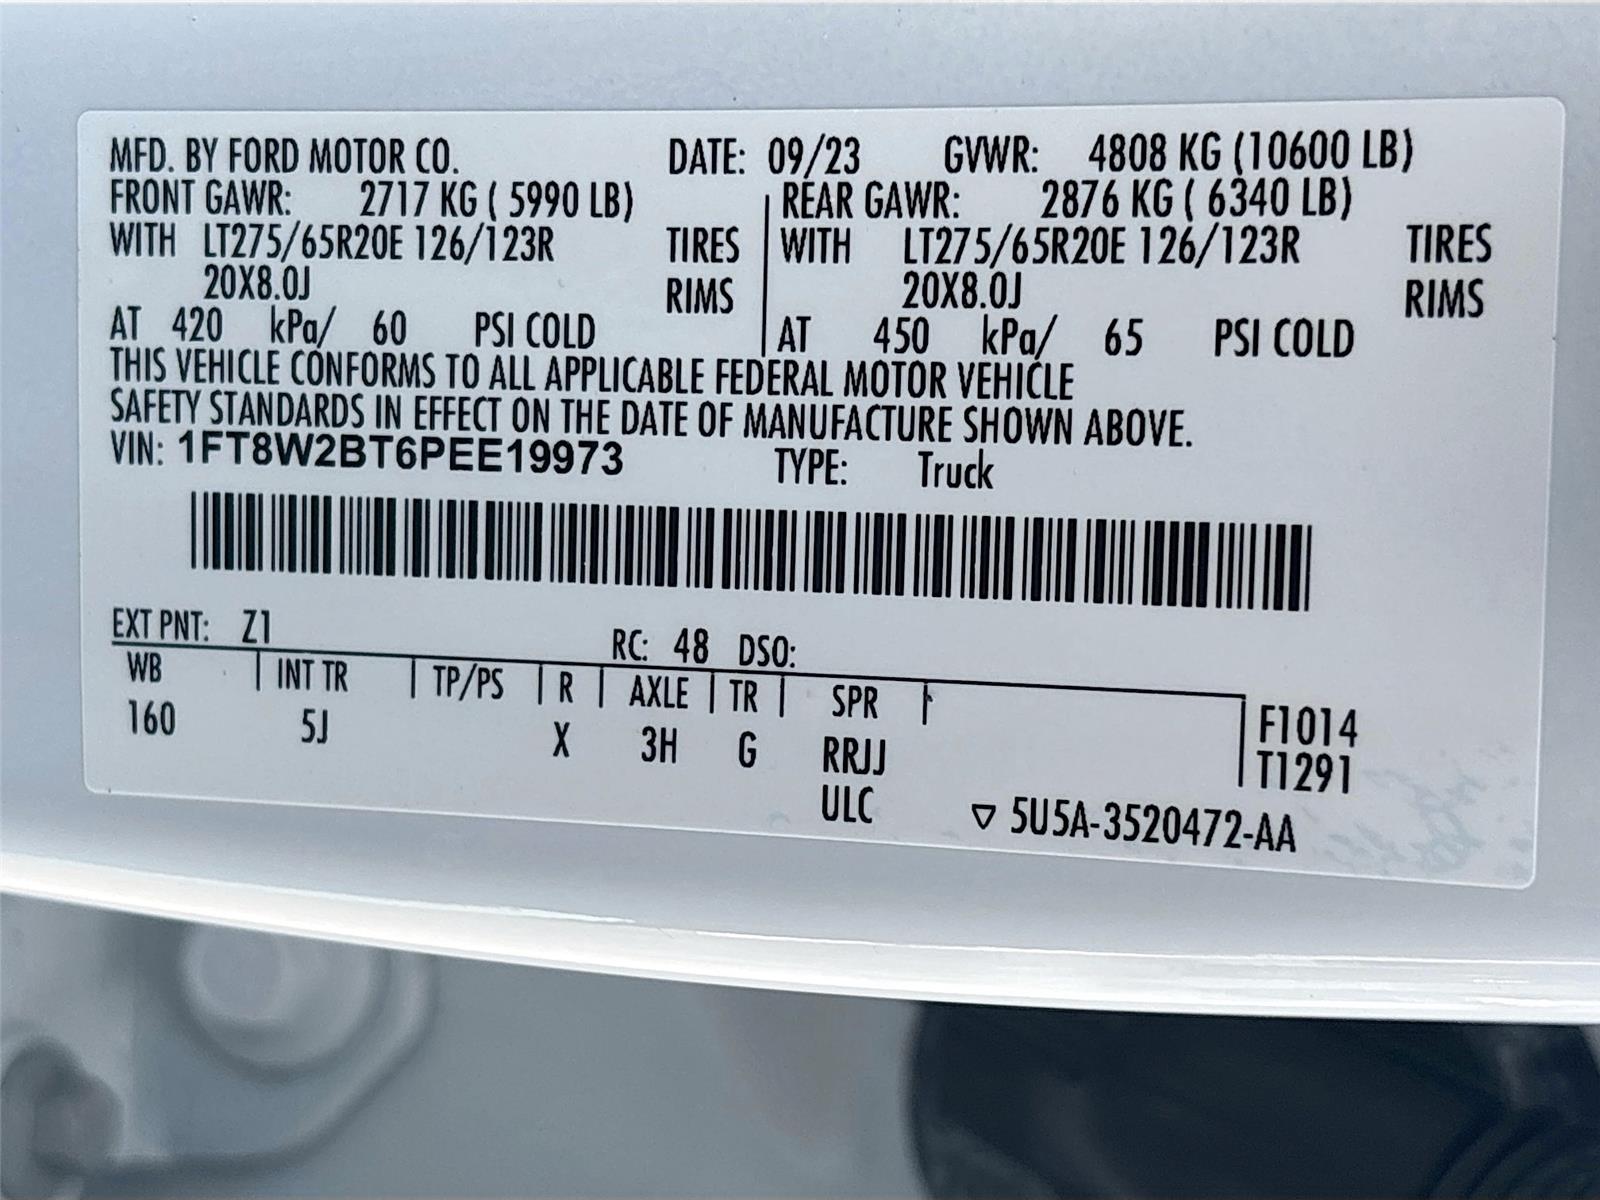 MFD. BY FORD MOTOR CO. DATE: 09/23 GVWR: 4808 KG (10600 LB)
FRONT GAWR: 2717 KG ( 5990 LB) REAR GAWR: 2876 KG ( 6340 LB)
WITH LT275/65R20E 126/123R TIRES WITH LT275/65R20E 126/123R TIRES
20X8.0J RIMS 20X8.0J RIMS
AT 420 kPa/ 60 PSI COLD AT 450 kPa/ 65 PSI COLD
THIS VEHICLE CONFORMS TO ALL APPLICABLE FEDERAL MOTOR VEHICLE
SAFETY STANDARDS IN EFFECT ON THE DATE OF MANUFACTURE SHOWN ABOVE.
VIN: 1FT8W2BT6PEE19973 TYPE: Truck
EXT PNT: Z1 RC: 48 DSO:
WB INT TR TP/PS R AXLE TR SPR
160 5J X 3H G RRJJ
ULC
F1014
T1291
5U5A-3520472-AA